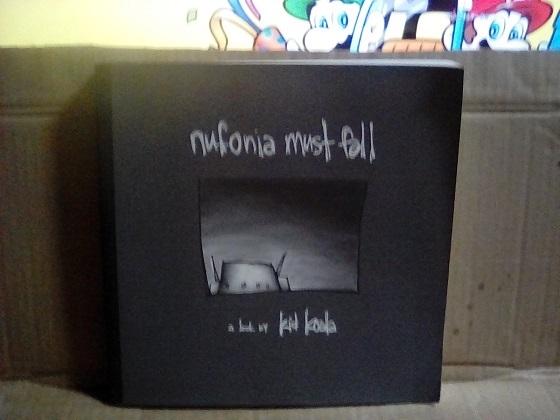 nufonia must fall
a book by kid koala